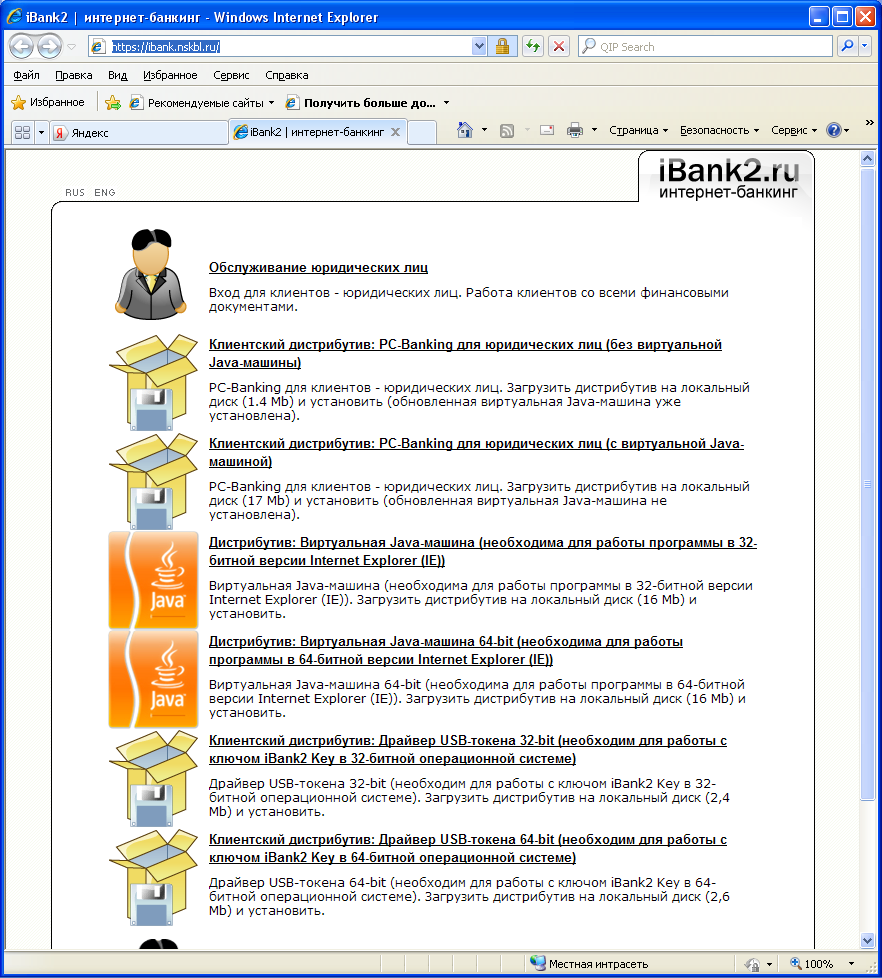 iBank2 | интернет-банкинг - Windows Internet Explorer
https://ibank.nskbl.ru/
QIP Search
Файл Правка Вид Избранное Сервис Справка
Избранное Рекомендуемые сайты Получить больше до...
Яндекс iBank2 | интернет-банкинг Страница Безопасность Сервис »
iBank2.ru
интернет-банкинг
RUS ENG
Обслуживание юридических лиц
Вход для клиентов - юридических лиц. Работа клиентов со всеми финансовыми
документами.
Клиентский дистрибутив: PC-Banking для юридических лиц (без виртуальной
Java-машины)
PC-Banking для клиентов - юридических лиц. Загрузить дистрибутив на локальный
диск (1.4 Mb) и установить (обновленная виртуальная Java-машина уже
установлена).
Клиентский дистрибутив: PC-Banking для юридических лиц (с виртуальной Java-
машиной)
PC-Banking для клиентов - юридических лиц. Загрузить дистрибутив на локальный
диск (17 Mb) и установить (обновленная виртуальная Java-машина не
установлена).
Java
Дистрибутив: Виртуальная Java-машина (необходима для работы программы в 32-
битной версии Internet Explorer (IE))
Виртуальная Java-машина (необходима для работы программы в 32-битной версии
Internet Explorer (IE)). Загрузить дистрибутив на локальный диск (16 Mb) и
установить.
Java
Дистрибутив: Виртуальная Java-машина 64-bit (необходима для работы
программы в 64-битной версии Internet Explorer (IE))
Виртуальная Java-машина 64-bit (необходима для работы программы в 64-битной
версии Internet Explorer (IE)). Загрузить дистрибутив на локальный диск (16 Mb) и
установить.
Клиентский дистрибутив: Драйвер USB-токена 32-bit (необходим для работы с
ключом iBank2 Key в 32-битной операционной системе)
Драйвер USB-токена 32-bit (необходим для работы с ключом iBank2 Key в 32-
битной операционной системе). Загрузить дистрибутив на локальный диск (2,4
Mb) и установить.
Клиентский дистрибутив: Драйвер USB-токена 64-bit (необходим для работы с
ключом iBank2 Key в 64-битной операционной системе)
Драйвер USB-токена 64-bit (необходим для работы с ключом iBank2 Key в 64-
битной операционной системе). Загрузить дистрибутив на локальный диск (2,6
Mb) и установить.
Местная интрасеть 100%